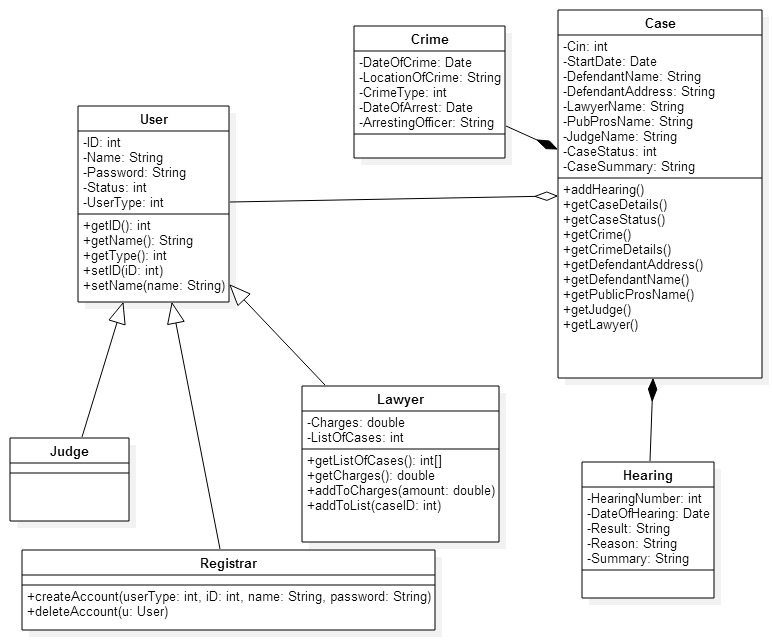 Crime
-DateOfCrime: Date
-LocationOfCrime: String
-CrimeType: int
-DateOfArrest: Date
-ArrestingOfficer: String
Case
-Cin: int
-StartDate: Date
-DefendantName: String
-DefendantAddress: String
-LawyerName: String
-PubProsName: String
-JudgeName: String
-CaseStatus: int
-CaseSummary: String
+addHearing()
+getCaseDetails()
+getCaseStatus()
+getCrime()
+getCrimeDetails()
+getDefendantAddress()
+getDefendantName()
+getPublicProsName()
+getJudge()
+getLawyer()
User
-ID: int
-Name: String
-Password: String
-Status: int
-UserType: int
+getID(): int
+getName(): String
+getType(): int
+setID(iD: int)
+setName(name: String)
Lawyer
-Charges: double
-ListOfCases: int
+getListOfCases(): int[]
+getCharges(): double
+addToCharges(amount: double)
+addToList(caseID: int)
Judge
Hearing
-HearingNumber: int
-DateOfHearing: Date
-Result: String
-Reason: String
-Summary: String
Registrar
+createAccount(userType: int, iD: int, name: String, password: String)
+deleteAccount(u: User)